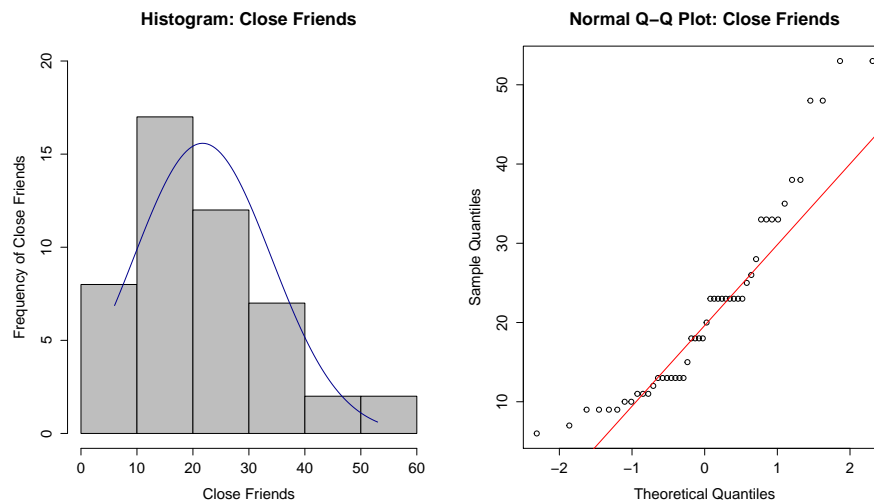 Histogram: Close Friends
Frequency of Close Friends
20
15
10
5
0
0 10 20 30 40 50 60
Close Friends
Normal Q−Q Plot: Close Friends
Sample Quantiles
50
40
30
20
10
−2 −1 0 1 2
Theoretical Quantiles